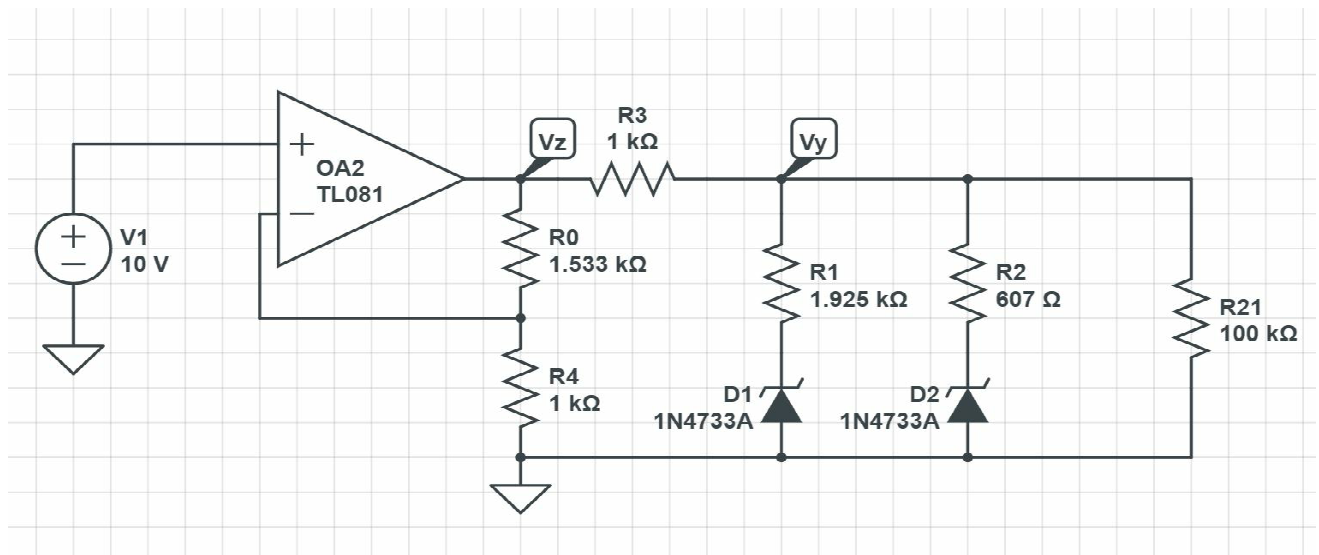 V1
10 V
+
−
+
−
OA2
TL081
Vz
R0
1.533 kΩ
R4
1 kΩ
R3
1 kΩ
Vy
R1
1.925 kΩ
D1
1N4733A
R2
607 Ω
D2
1N4733A
R21
100 kΩ